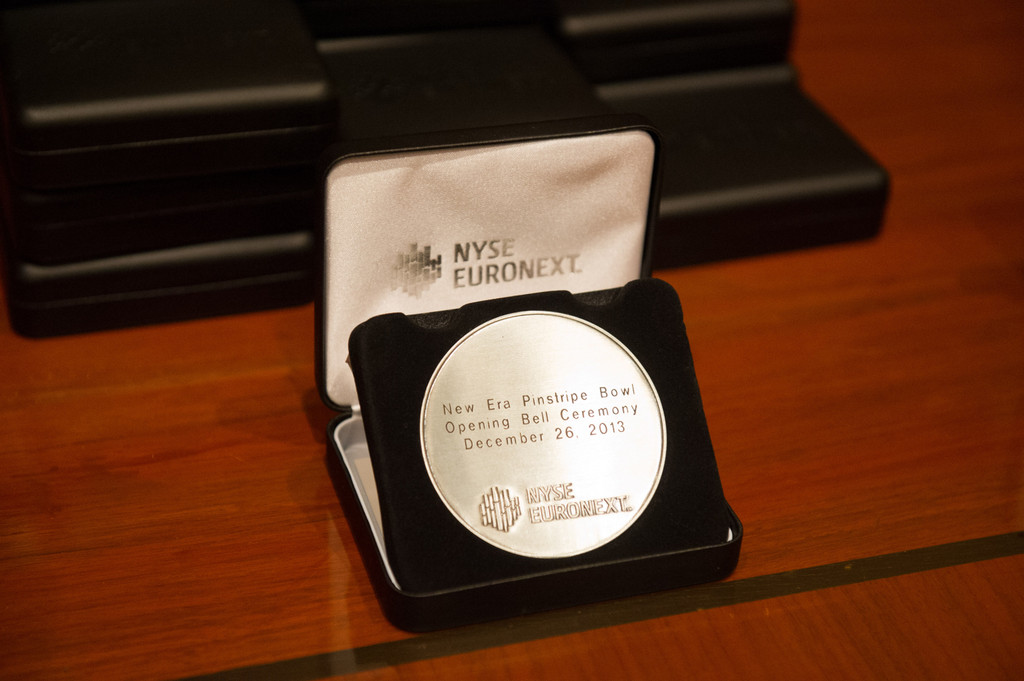 NYSE
EURONEXT.
New Era Pinstripe Bowl
Opening Bell Ceremony
December 26, 2013
NYSE
EURONEXT.